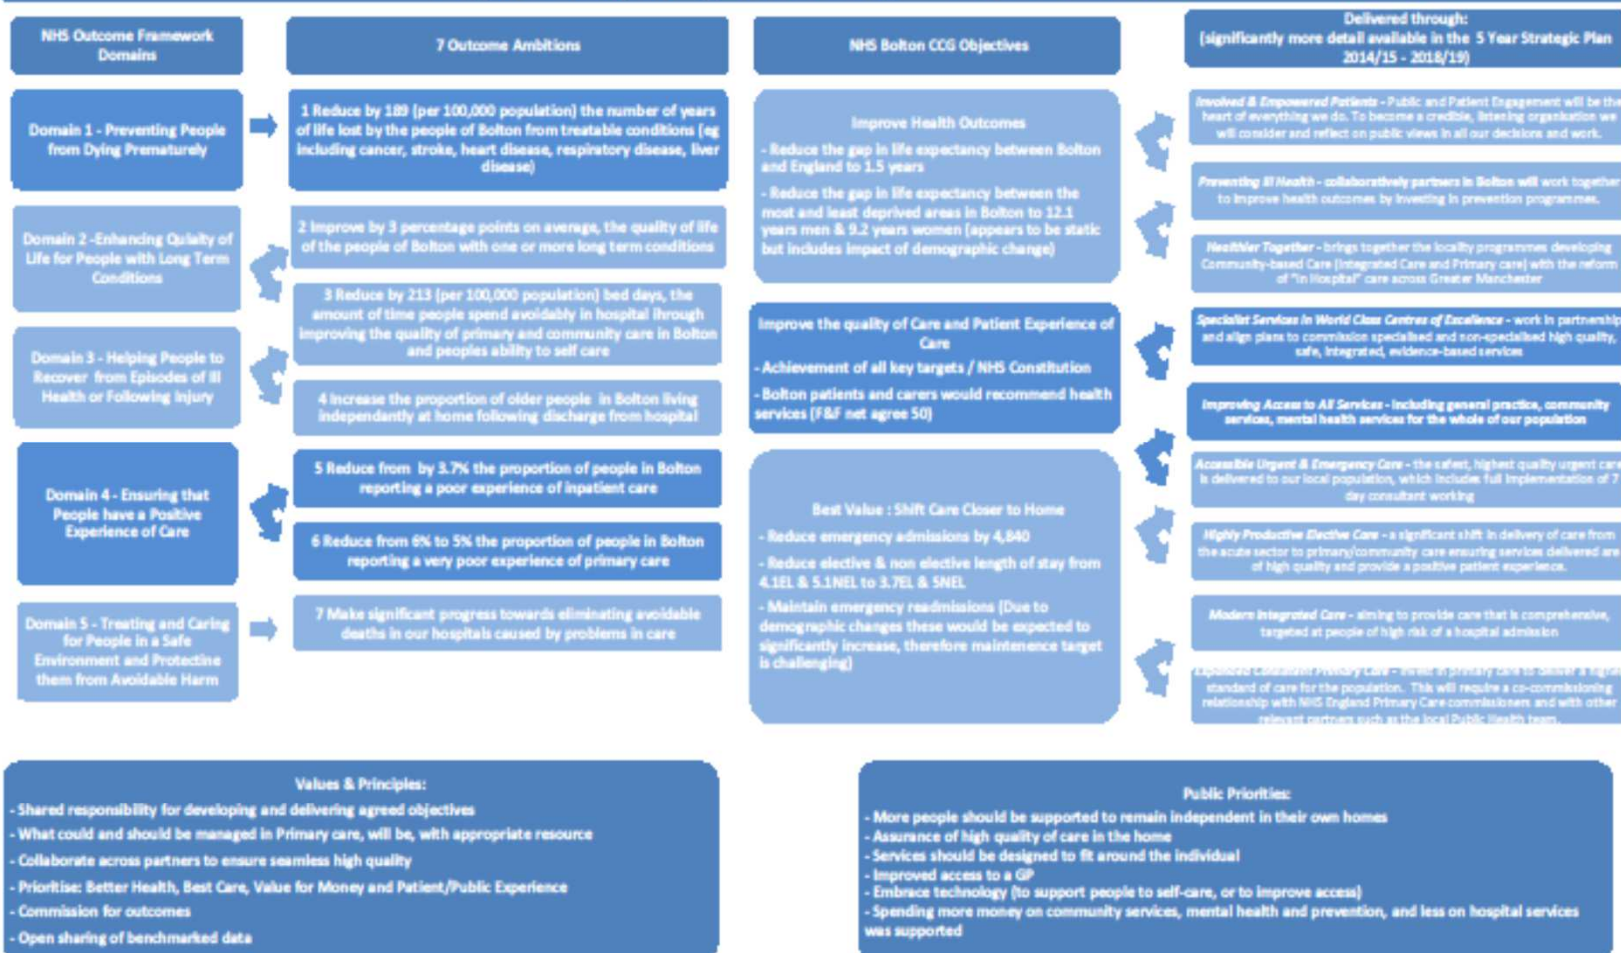 NHS Outcome Framework
Domains
7 Outcome Ambitions
NHS Bolton CCG Objectives
Delivered through:
(significantly more detail available in the 5 Year Strategic Plan
2014/15 - 2018/19)
Domain 1 - Preventing People
from Dying Prematurely
Domain 2 -Enhancing Qulaity of
Life for People with Long Term
Conditions
Domain 3 - Helping People to
Recover from Episodes of Ill
Health or Following Injury
Domain 4 - Ensuring that
People have a Positive
Experience of Care
Domain 5 - Treating and Caring
for People in a Safe
Environment and Protectine
them from Avoidable Harm
1 Reduce by 189 (per 100,000 population) the number of years
of life lost by the people of Bolton from treatable conditions (eg
including cancer, stroke, heart disease, respiratory disease, liver
disease)
2 Improve by 3 percentage points on average, the quality of life
of the people of Bolton with one or more long term conditions
3 Reduce by 213 (per 100,000 population) bed days, the
amount of time people spend avoidably in hospital through
improving the quality of primary and community care in Bolton
and peoples ability to self care
4 Increase the proportion of older people in Bolton living
independantly at home following discharge from hospital
5 Reduce from by 3.7% the proportion of people in Bolton
reporting a poor experience of inpatient care
6 Reduce from 6% to 5% the proportion of people in Bolton
reporting a very poor experience of primary care
7 Make significant progress towards eliminating avoidable
deaths in our hospitals caused by problems in care
Improve Health Outcomes
- Reduce the gap in life expectancy between Bolton
and England to 1.5 years
- Reduce the gap in life expectancy between the
most and least deprived areas in Bolton to 12.1
years men & 9.2 years women (appears to be static
but includes impact of demographic change)
Improve the quality of Care and Patient Experience of
Care
- Achievement of all key targets / NHS Constitution
- Bolton patients and carers would recommend health
services (F&F net agree 50)
Best Value : Shift Care Closer to Home
- Reduce emergency admissions by 4,840
- Reduce elective & non elective length of stay from
4.1EL & 5.1NEL to 3.7EL & 5NEL
- Maintain emergency readmissions (Due to
demographic changes these would be expected to
significantly increase, therefore maintenence target
is challenging)
Involved & Empowered Patients - Public and Patient Engagement will be the
heart of everything we do. To become a credible, listening organisation we
will consider and reflect on public views in all our decisions and work.
Preventing Ill Health - collaboratively partners in Bolton will work together
to improve health outcomes by investing in prevention programmes.
Healthier Together - brings together the locality programmes developing
Community-based Care (Integrated Care and Primary care) with the reform
of "In Hospital" care across Greater Manchester
Specialist Services in World Class Centres of Excellence - work in partnership
and align plans to commission specialised and non-specialised high quality,
safe, integrated, evidence-based services
Improving Access to All Services - including general practice, community
services, mental health services for the whole of our population
Accessible Urgent & Emergency Care - the safest, highest quality urgent care
is delivered to our local population, which includes full implementation of 7
day consultant working
Highly Productive Elective Care - a significant shift in delivery of care from
the acute sector to primary/community care ensuring services delivered are
of high quality and provide a positive patient experience.
Modern Integrated Care - aiming to provide care that is comprehensive,
targeted at people of high risk of a hospital admission
Primary Care - invest in primary care to deliver a higher
standard of care for the population. This will require a co-commissioning
relationship with NHS England Primary Care commissioners and with other
relevant partners such as the local Public Health team.
Values & Principles:
- Shared responsibility for developing and delivering agreed objectives
- What could and should be managed in Primary care, will be, with appropriate resource
- Collaborate across partners to ensure seamless high quality
- Prioritise: Better Health, Best Care, Value for Money and Patient/Public Experience
- Commission for outcomes
- Open sharing of benchmarked data
Public Priorities:
- More people should be supported to remain independent in their own homes
- Assurance of high quality of care in the home
- Services should be designed to fit around the individual
- Improved access to a GP
- Embrace technology (to support people to self-care, or to improve access)
- Spending more money on community services, mental health and prevention, and less on hospital services
was supported